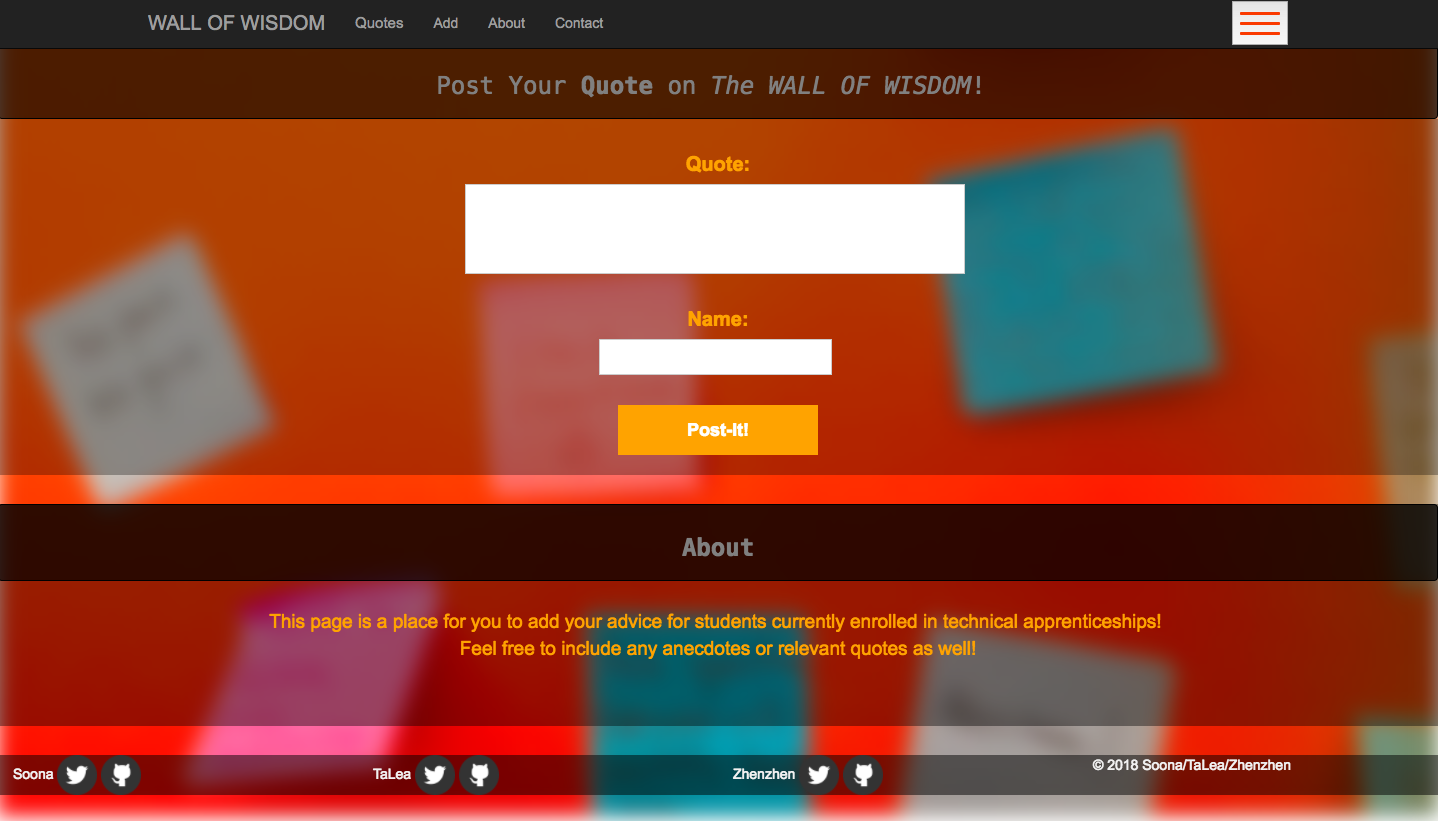 WALL OF WISDOM Quotes Add About Contact
Post Your Quote on The WALL OF WISDOM!
Quote:
Name:
Post-It!
About
This page is a place for you to add your advice for students currently enrolled in technical apprenticeships!
Feel free to include any anecdotes or relevant quotes as well!
Soona TaLea Zhenzhen © 2018 Soona/TaLea/Zhenzhen